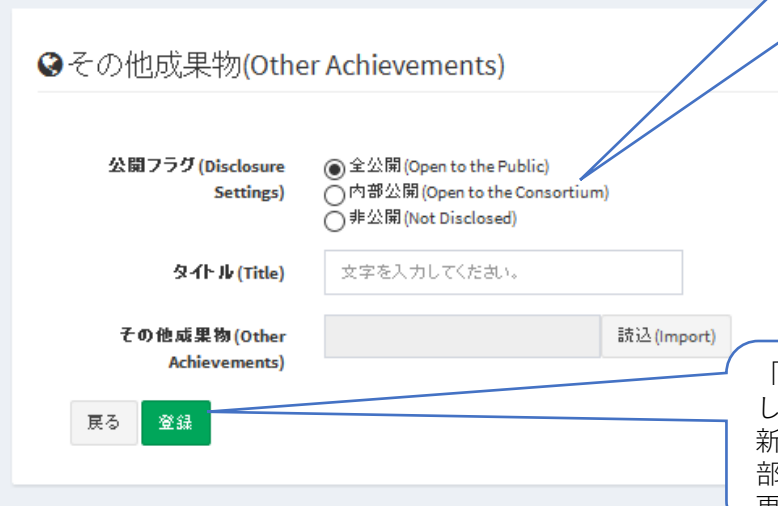 その他成果物(Other Achievements)
公開フラグ(Disclosure
Settings)
全公開(Open to the Public)
内部公開(Open to the Consortium)
非公開(Not Disclosed)
タイトル(Title)
文字を入力してください。
その他成果物(Other
Achievements)
読込(Import)
戻る
登録
「
し
新
部